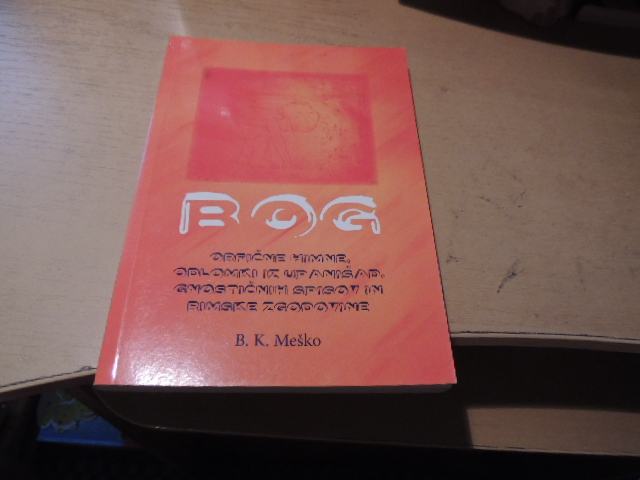 BOG
ORFIČNE HIMNE,
ODLOMKI IZ UPANIŠAD,
GNOSTIČNIH SPISOV IN
RIMSKE ZGODOVINE
B. K. Meško